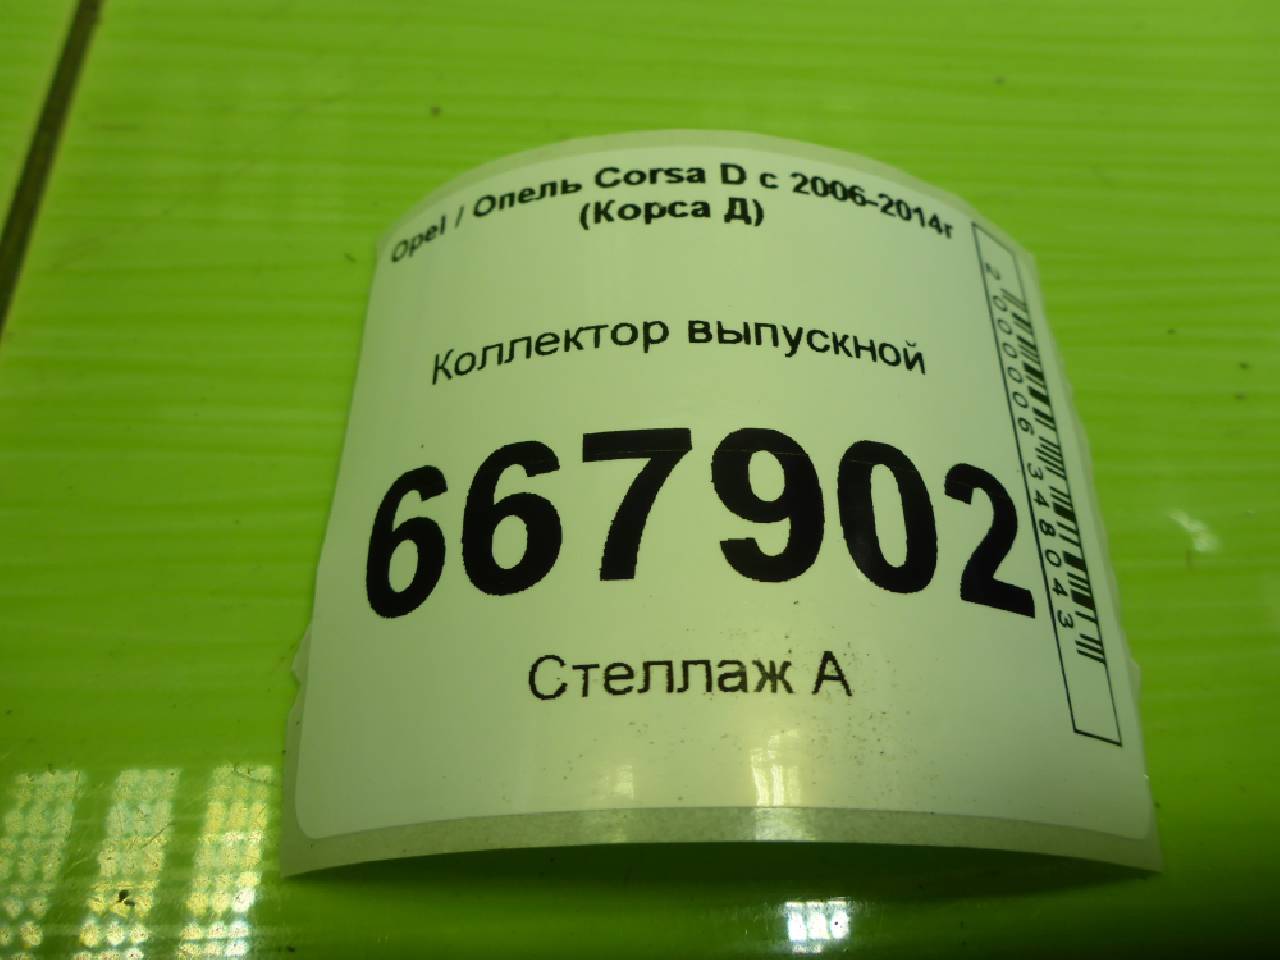 Opel / Опель Corsa D с 2006-2014г
(Корса Д)
Коллектор выпускной
667902
Стеллаж А
2000006348043